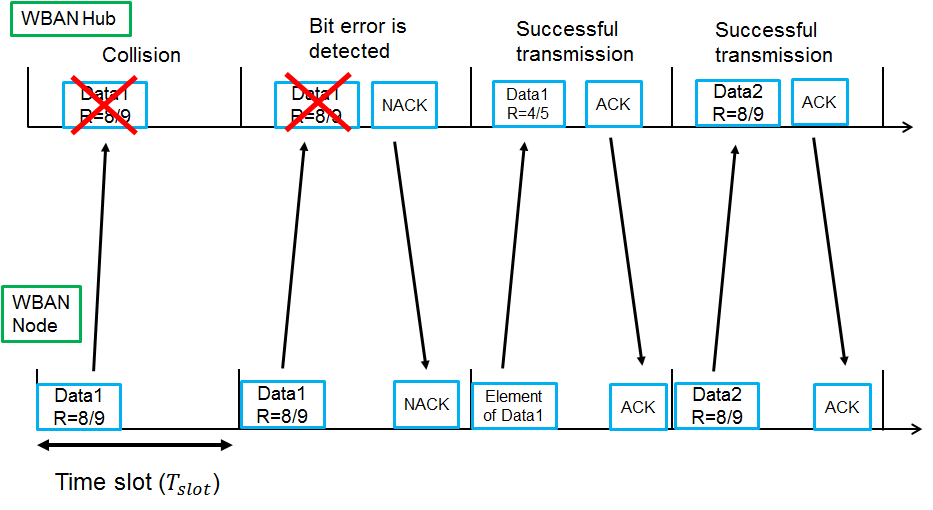 WBAN Hub
Collision
Bit error is
detected
Successful
transmission
Successful
transmission
Data1
R=8/9
Data1
R=8/9
NACK
Data1
R=4/5
ACK
Data2
R=8/9
ACK
WBAN
Node
Data1
R=8/9
Data1
R=8/9
NACK
Element
of Data1
ACK
Data2
R=8/9
ACK
Time slot (T_slot)